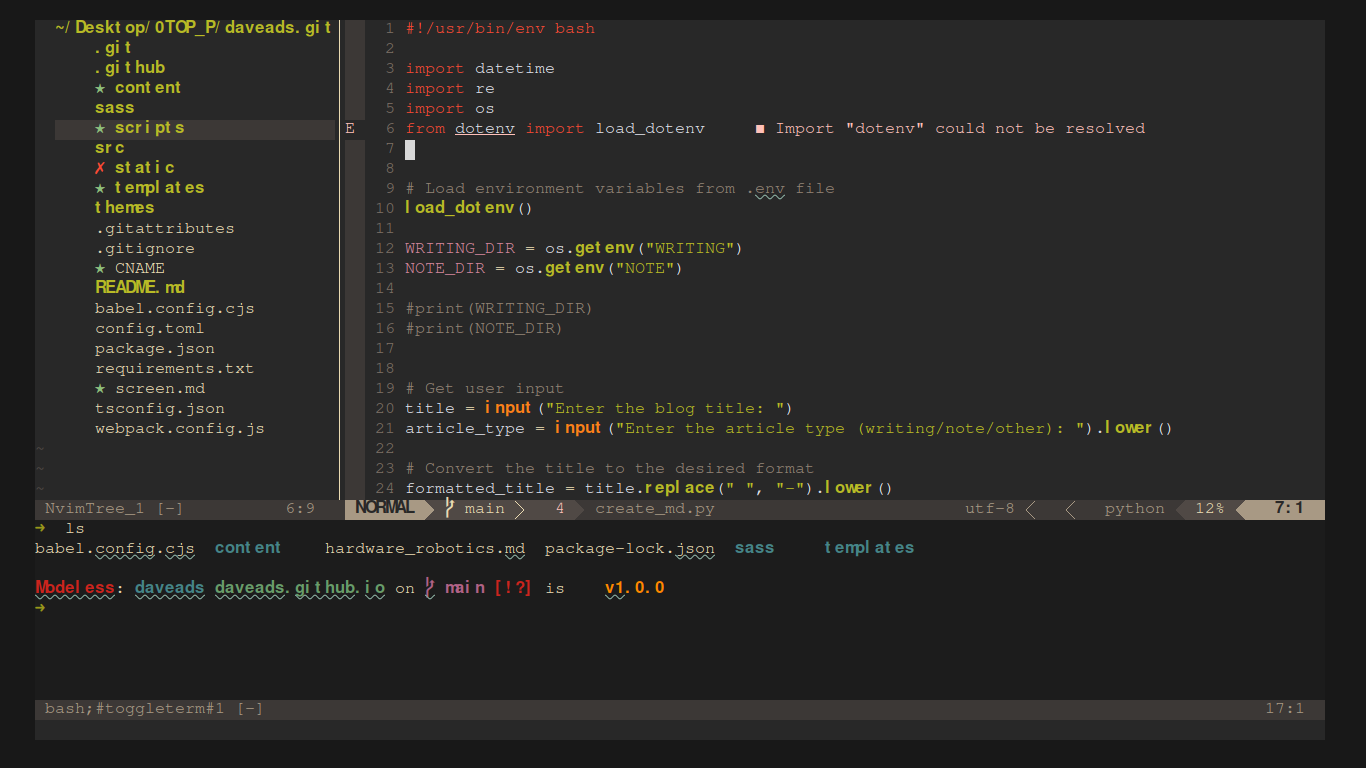 ~/Desktop/0TOP_P/daveads.git
.git
.github
★ content
sass
★ scripts
src
✗ static
★ templates
themes
.gitattributes
.gitignore
★ CNAME
README.md
babel.config.cjs
config.toml
package.json
requirements.txt
★ screen.md
tsconfig.json
webpack.config.js
~
~
~
NvimTree_1 [-] 6:9
1 #!/usr/bin/env bash
2
3 import datetime
4 import re
5 import os
E 6 from dotenv import load_dotenv ■ Import "dotenv" could not be resolved
7
8
9 # Load environment variables from .env file
10 load_dotenv()
11
12 WRITING_DIR = os.getenv("WRITING")
13 NOTE_DIR = os.getenv("NOTE")
14
15 #print(WRITING_DIR)
16 #print(NOTE_DIR)
17
18
19 # Get user input
20 title = input("Enter the blog title: ")
21 article_type = input("Enter the article type (writing/note/other): ").lower()
22
23 # Convert the title to the desired format
24 formatted_title = title.replace(" ", "-").lower()
NORMAL main 4 create_md.py utf-8 python 12% 7:1
➜ ls
babel.config.cjs content hardware_robotics.md package-lock.json sass templates
Modeless: daveads daveads.github.io on main [!?] is v1.0.0
➜
bash;#toggleterm#1 [-] 17:1